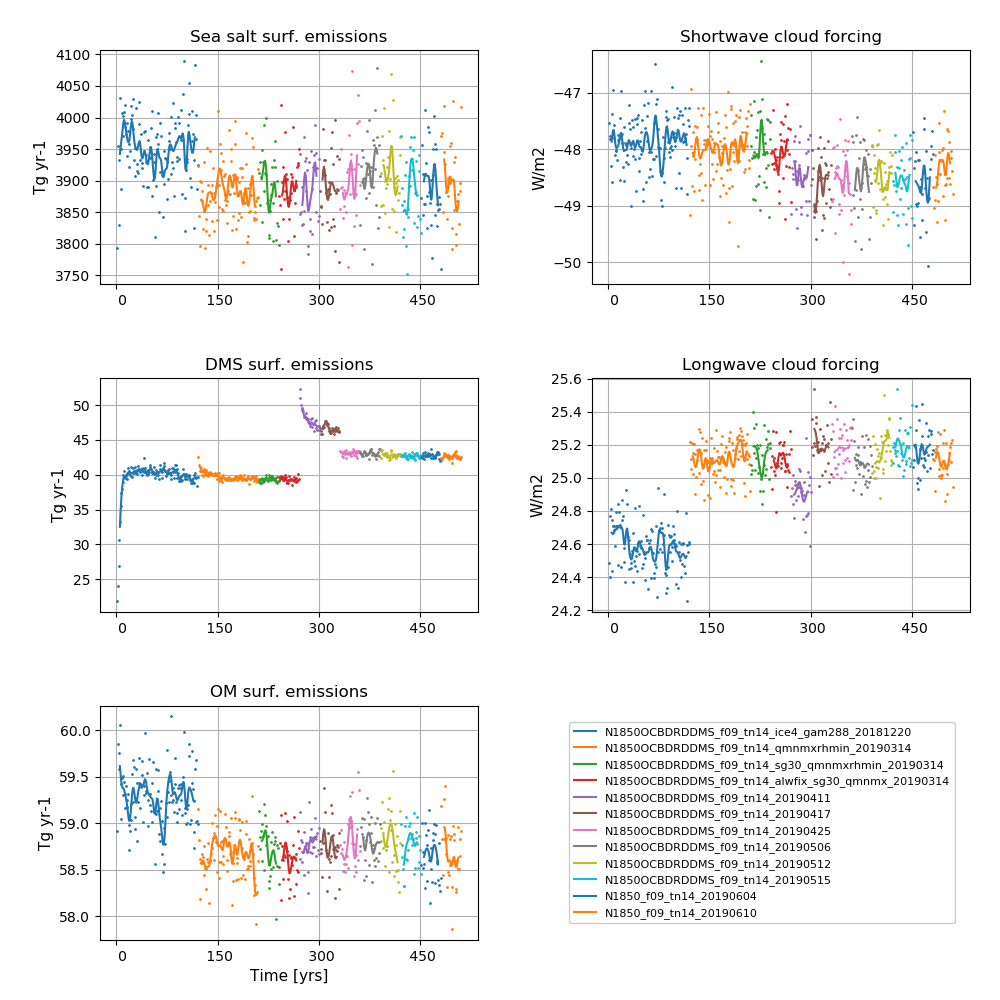 Sea salt surf. emissions
4100
4050
4000
3950
3900
3850
3800
3750
Tg yr-1
0 150 300 450
Shortwave cloud forcing
−47
−48
−49
−50
W/m2
0 150 300 450
DMS surf. emissions
50
45
40
35
30
25
Tg yr-1
0 150 300 450
Longwave cloud forcing
25.6
25.4
25.2
25.0
24.8
24.6
24.4
24.2
W/m2
0 150 300 450
OM surf. emissions
60.0
59.5
59.0
58.5
58.0
Tg yr-1
0 150 300 450
Time [yrs]
N1850OCBDRDDMS_f09_tn14_ice4_gam288_20181220
N1850OCBDRDDMS_f09_tn14_qmnmxrhmin_20190314
N1850OCBDRDDMS_f09_tn14_sg30_qmnmxrhmin_20190314
N1850OCBDRDDMS_f09_tn14_alwfix_sg30_qmnmx_20190314
N1850OCBDRDDMS_f09_tn14_20190411
N1850OCBDRDDMS_f09_tn14_20190417
N1850OCBDRDDMS_f09_tn14_20190425
N1850OCBDRDDMS_f09_tn14_20190506
N1850OCBDRDDMS_f09_tn14_20190512
N1850OCBDRDDMS_f09_tn14_20190515
N1850_f09_tn14_20190604
N1850_f09_tn14_20190610